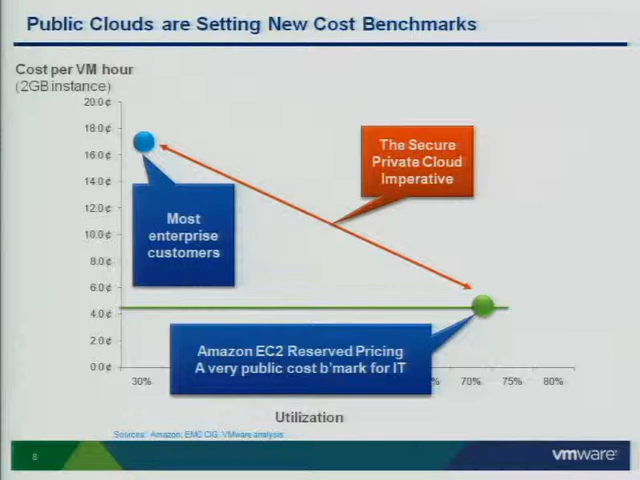 Public Clouds are Setting New Cost Benchmarks
Cost per VM hour
(2GB instance)
20.0¢
18.0¢
16.0¢
14.0¢
12.0¢
10.0¢
8.0¢
6.0¢
4.0¢
2.0¢
0.0¢
The Secure
Private Cloud
Imperative
Most
enterprise
customers
Amazon EC2 Reserved Pricing
A very public cost b'mark for IT
30%
%
70%
75%
80%
Utilization
Sources: Amazon, EMC CIG, VMware analysis
8
vmware